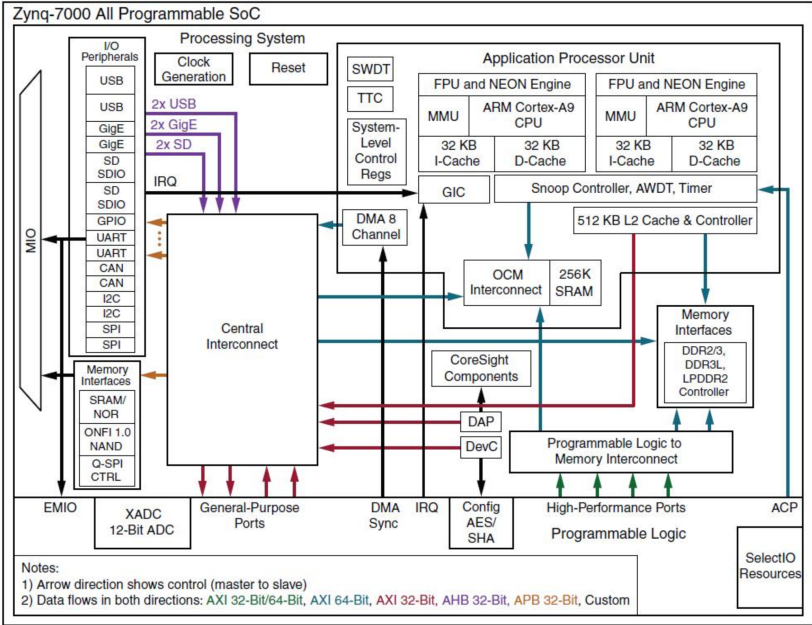 Zynq-7000 All Programmable SoC
Processing System
I/O
Peripherals
USB
USB
GigE
GigE
SD
SDIO
SD
SDIO
GPIO
UART
UART
CAN
CAN
I2C
I2C
SPI
SPI
MIO
Clock
Generation
Reset
2x USB
2x GigE
2x SD
IRQ
SWDT
TTC
System-
Level
Control
Regs
Application Processor Unit
FPU and NEON Engine
MMU
ARM Cortex-A9
CPU
32 KB
I-Cache
32 KB
D-Cache
FPU and NEON Engine
MMU
ARM Cortex-A9
CPU
32 KB
I-Cache
32 KB
D-Cache
GIC
Snoop Controller, AWDT, Timer
DMA 8
Channel
512 KB L2 Cache & Controller
OCM
Interconnect
256K
SRAM
Central
Interconnect
Memory
Interfaces
DDR2/3,
DDR3L,
LPDDR2
Controller
CoreSight
Components
DAP
DevC
Programmable Logic to
Memory Interconnect
Memory
Interfaces
SRAM/
NOR
ONFI 1.0
NAND
Q-SPI
CTRL
EMIO
XADC
12-Bit ADC
General-Purpose
Ports
DMA
Sync
IRQ
Config
AES/
SHA
High-Performance Ports
ACP
Programmable Logic
SelectIO
Resources
Notes:
1) Arrow direction shows control (master to slave)
2) Data flows in both directions: AXI 32-Bit/64-Bit, AXI 64-Bit, AXI 32-Bit, AHB 32-Bit, APB 32-Bit, Custom